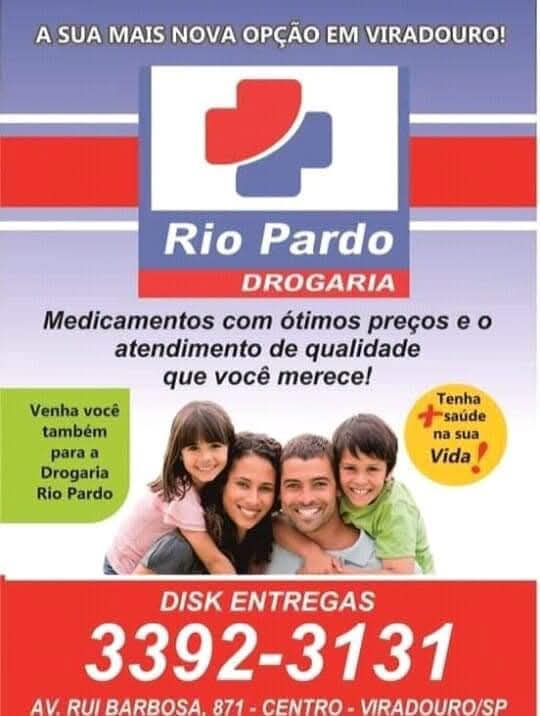 A SUA MAIS NOVA OPÇÃO EM VIRADOURO!
Rio Pardo
DROGARIA
Medicamentos com ótimos preços e o
atendimento de qualidade
que você merece!
Venha você
também
para a
Drogaria
Rio Pardo
Tenha
+ saúde
na sua
Vida!
DISK ENTREGAS
3392-3131
AV. RUI BARBOSA, 871 - CENTRO - VIRADOURO/SP